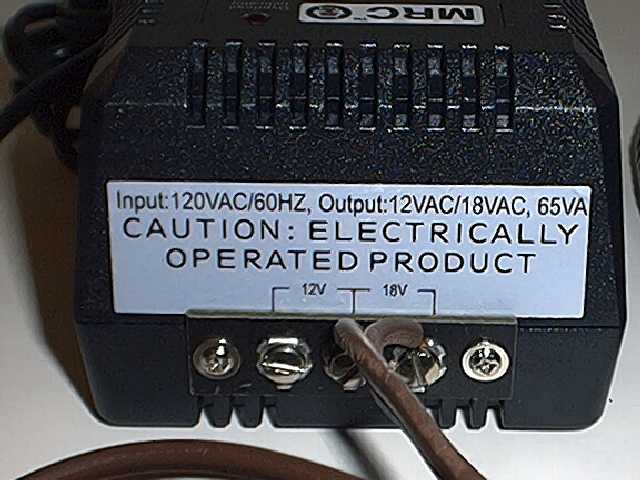 MRC
Input:120VAC/60HZ, Output:12VAC/18VAC, 65VA
CAUTION: ELECTRICALLY
OPERATED PRODUCT
12V 18V